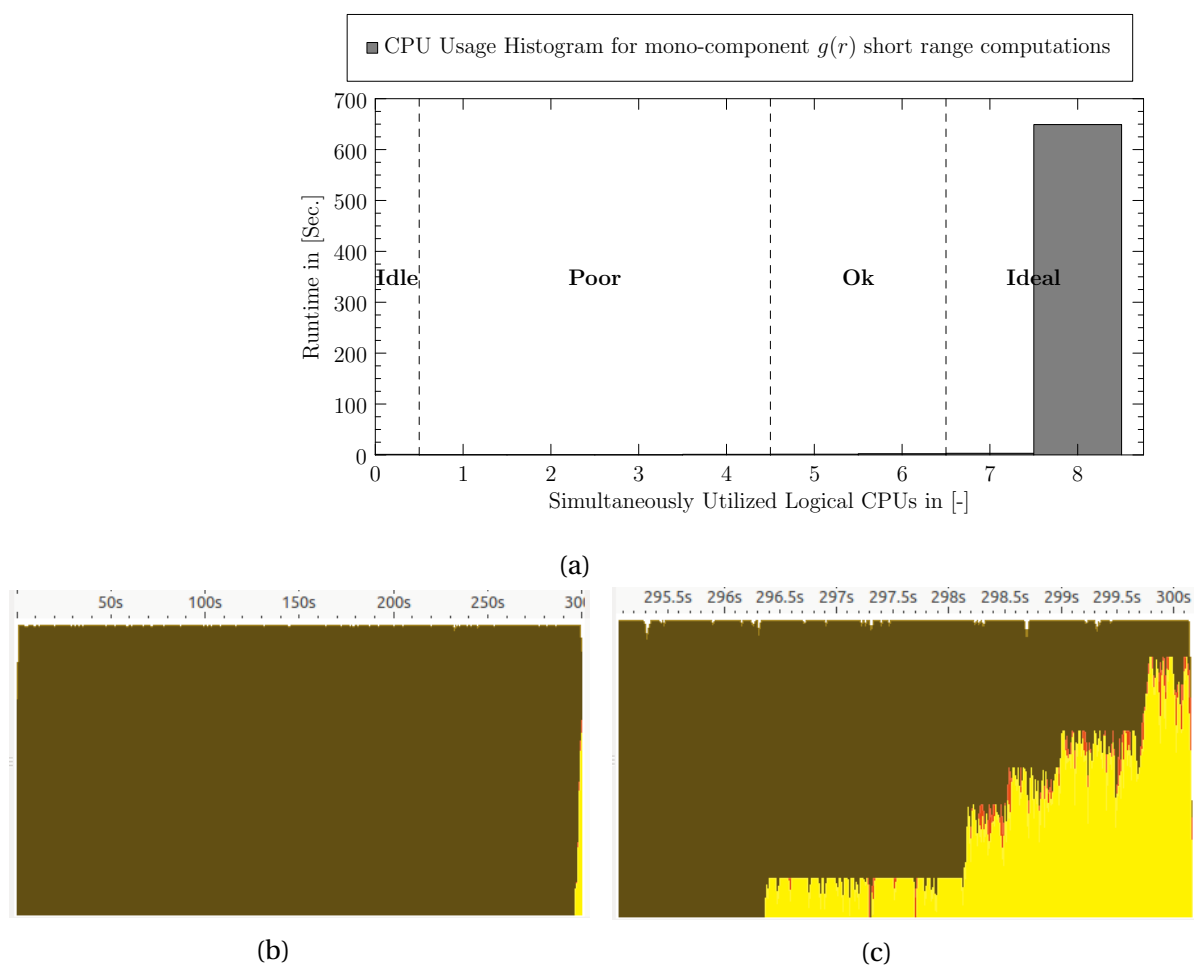 CPU Usage Histogram for mono-component g(r) short range computations
700
600
500
400
300
200
100
0
Runtime in [Sec.]
Idle
Poor
Ok
Ideal
0 1 2 3 4 5 6 7 8
Simultaneously Utilized Logical CPUs in [-]
(a)
50s 100s 150s 200s 250s 300
295.5s 296s 296.5s 297s 297.5s 298s 298.5s 299s 299.5s 300s
(b)
(c)